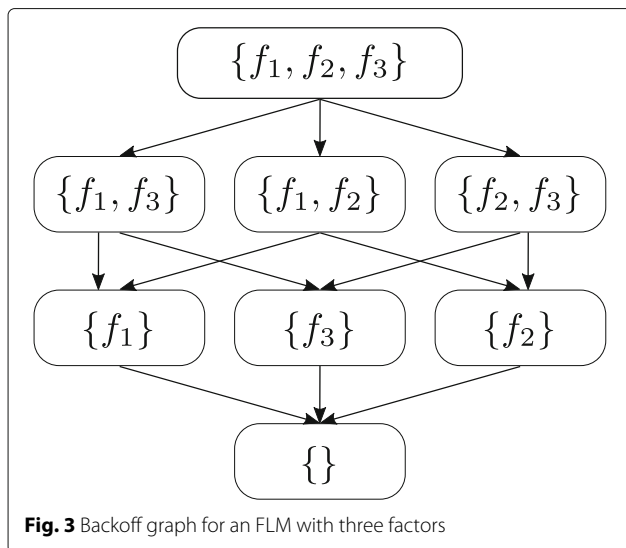 {f₁, f₂, f₃}
{f₁, f₃} {f₁, f₂} {f₂, f₃}
{f₁} {f₃} {f₂}
{}
Fig. 3 Backoff graph for an FLM with three factors